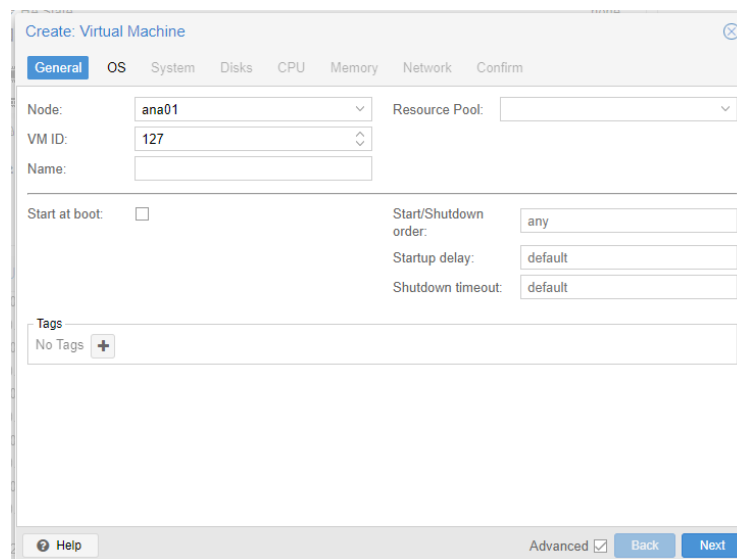 Create: Virtual Machine
General OS System Disks CPU Memory Network Confirm
Node: ana01 Resource Pool:
VM ID: 127
Name:
Start at boot: Start/Shutdown order: any
Startup delay: default
Shutdown timeout: default
Tags
No Tags
Help Advanced Back Next